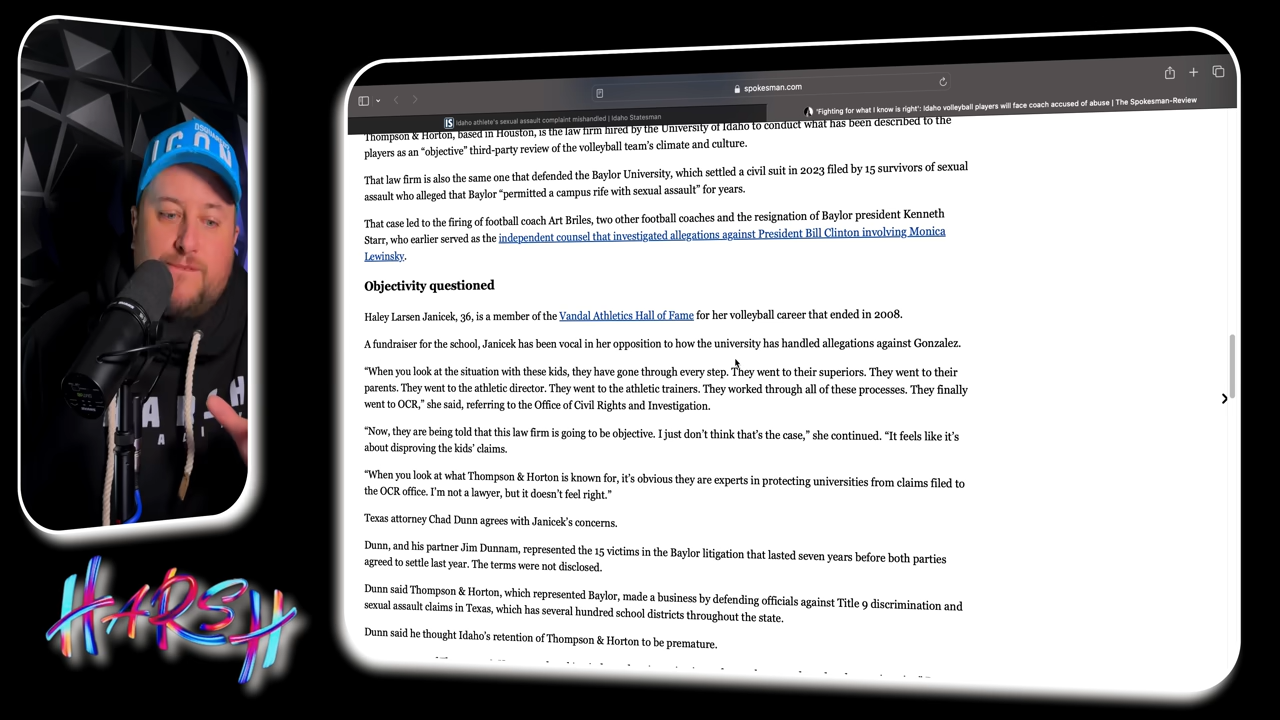 ICON
spokesman.com
Idaho athlete's sexual assault complaint mishandled | Idaho Statesman
'Fighting for what I know is right': Idaho volleyball players will face coach accused of abuse | The Spokesman-Review
Thompson & Horton, based in Houston, is the law firm hired by the University of Idaho to conduct what has been described to the
players as an “objective” third-party review of the volleyball team’s climate and culture.
That law firm is also the same one that defended the Baylor University, which settled a civil suit in 2023 filed by 15 survivors of sexual
assault who alleged that Baylor “permitted a campus rife with sexual assault” for years.
That case led to the firing of football coach Art Briles, two other football coaches and the resignation of Baylor president Kenneth
Starr, who earlier served as the independent counsel that investigated allegations against President Bill Clinton involving Monica
Lewinsky.
Objectivity questioned
Haley Larsen Janicek, 36, is a member of the Vandal Athletics Hall of Fame for her volleyball career that ended in 2008.
A fundraiser for the school, Janicek has been vocal in her opposition to how the university has handled allegations against Gonzalez.
“When you look at the situation with these kids, they have gone through every step. They went to their superiors. They went to their
parents. They went to the athletic director. They went to the athletic trainers. They worked through all of these processes. They finally
went to OCR,” she said, referring to the Office of Civil Rights and Investigation.
“Now, they are being told that this law firm is going to be objective. I just don’t think that’s the case,” she continued. “It feels like it’s
about disproving the kids’ claims.
“When you look at what Thompson & Horton is known for, it’s obvious they are experts in protecting universities from claims filed to
the OCR office. I’m not a lawyer, but it doesn’t feel right.”
Texas attorney Chad Dunn agrees with Janicek’s concerns.
Dunn, and his partner Jim Dunnam, represented the 15 victims in the Baylor litigation that lasted seven years before both parties
agreed to settle last year. The terms were not disclosed.
Dunn said Thompson & Horton, which represented Baylor, made a business by defending officials against Title 9 discrimination and
sexual assault claims in Texas, which has several hundred school districts throughout the state.
Dunn said he thought Idaho’s retention of Thompson & Horton to be premature.
HARSH